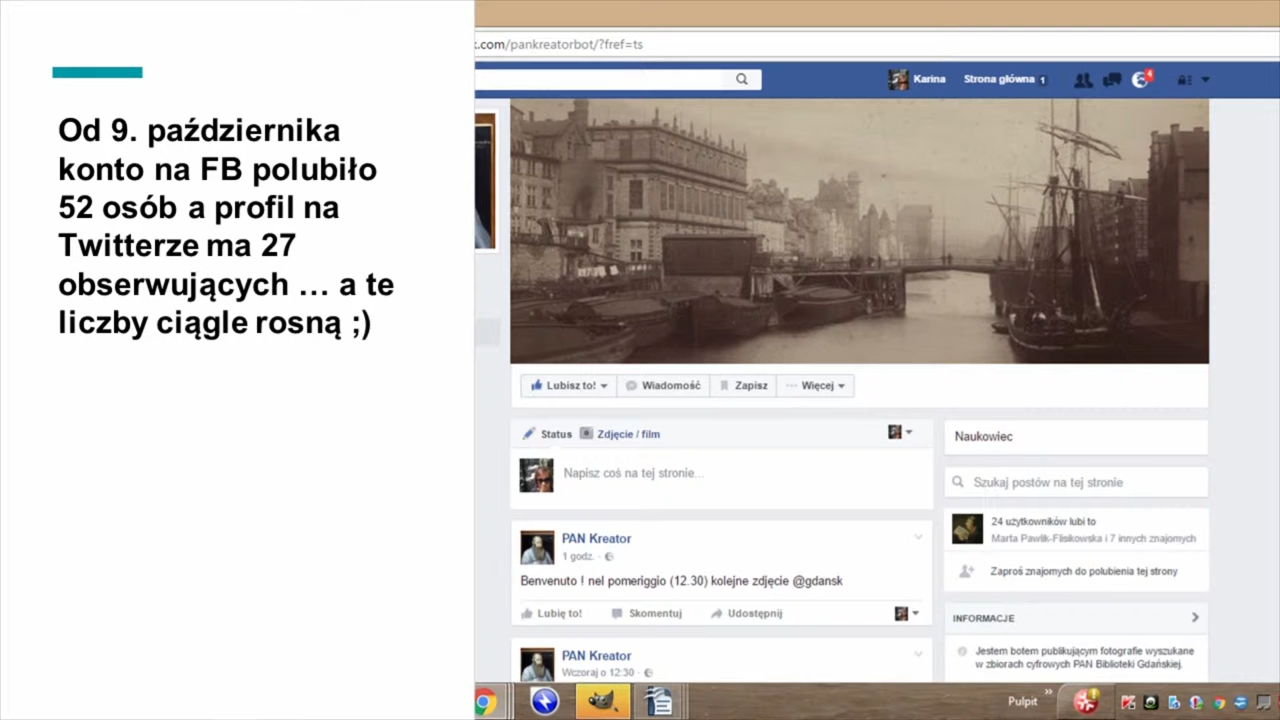 Od 9. października
konto na FB polubiło
52 osób a profil na
Twitterze ma 27
obserwujących … a te
liczby ciągle rosną ;)
.com/pankreatorbot/?fref=ts
Karina Strona główna 1 4
Lubisz to! Wiadomość Zapisz ··· Więcej
Status Zdjęcie / film
Napisz coś na tej stronie...
PAN Kreator
1 godz. ·
Benvenuto ! nel pomeriggio (12.30) kolejne zdjęcie @gdansk
Lubię to! Skomentuj Udostępnij
PAN Kreator
Wczoraj o 12:30 ·
Naukowiec
Szukaj postów na tej stronie
24 użytkowników lubi to
Marta Pawlik-Flisikowska i 7 innych znajomych
Zaproś znajomych do polubienia tej strony
INFORMACJE
Jestem botem publikującym fotografie wyszukane
w zbiorach cyfrowych PAN Biblioteki Gdańskiej.
Pulpit »